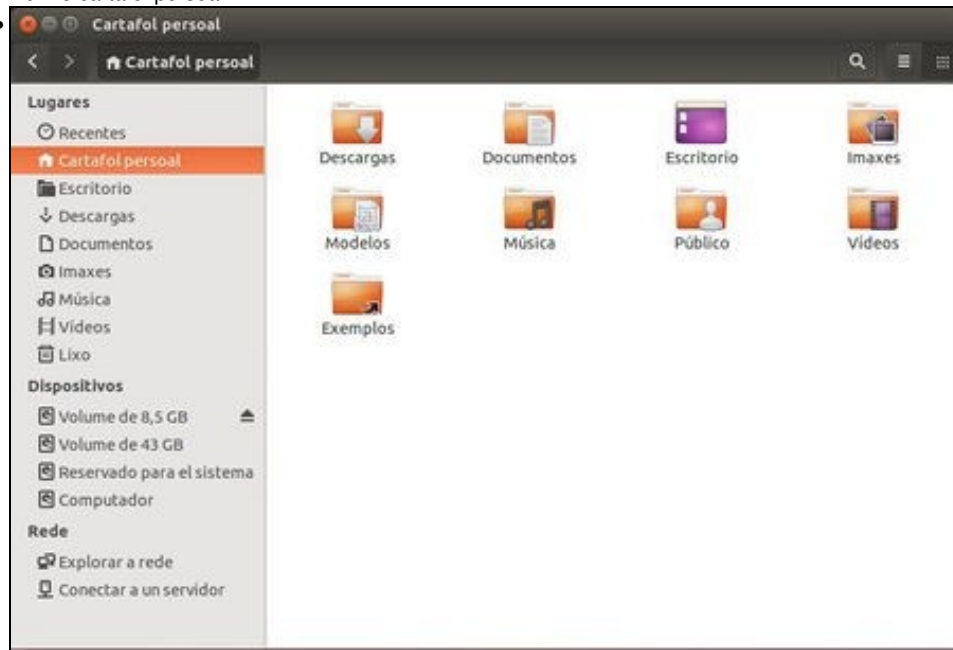 Cartafol persoal
Cartafol persoal
Lugares
Recentes
Cartafol persoal
Escritorio
Descargas
Documentos
Imaxes
Música
Vídeos
Lixo
Dispositivos
Volume de 8,5 GB
Volume de 43 GB
Reservado para el sistema
Computador
Rede
Explorar a rede
Conectar a un servidor
Descargas
Documentos
Escritorio
Imaxes
Modelos
Música
Público
Vídeos
Exemplos